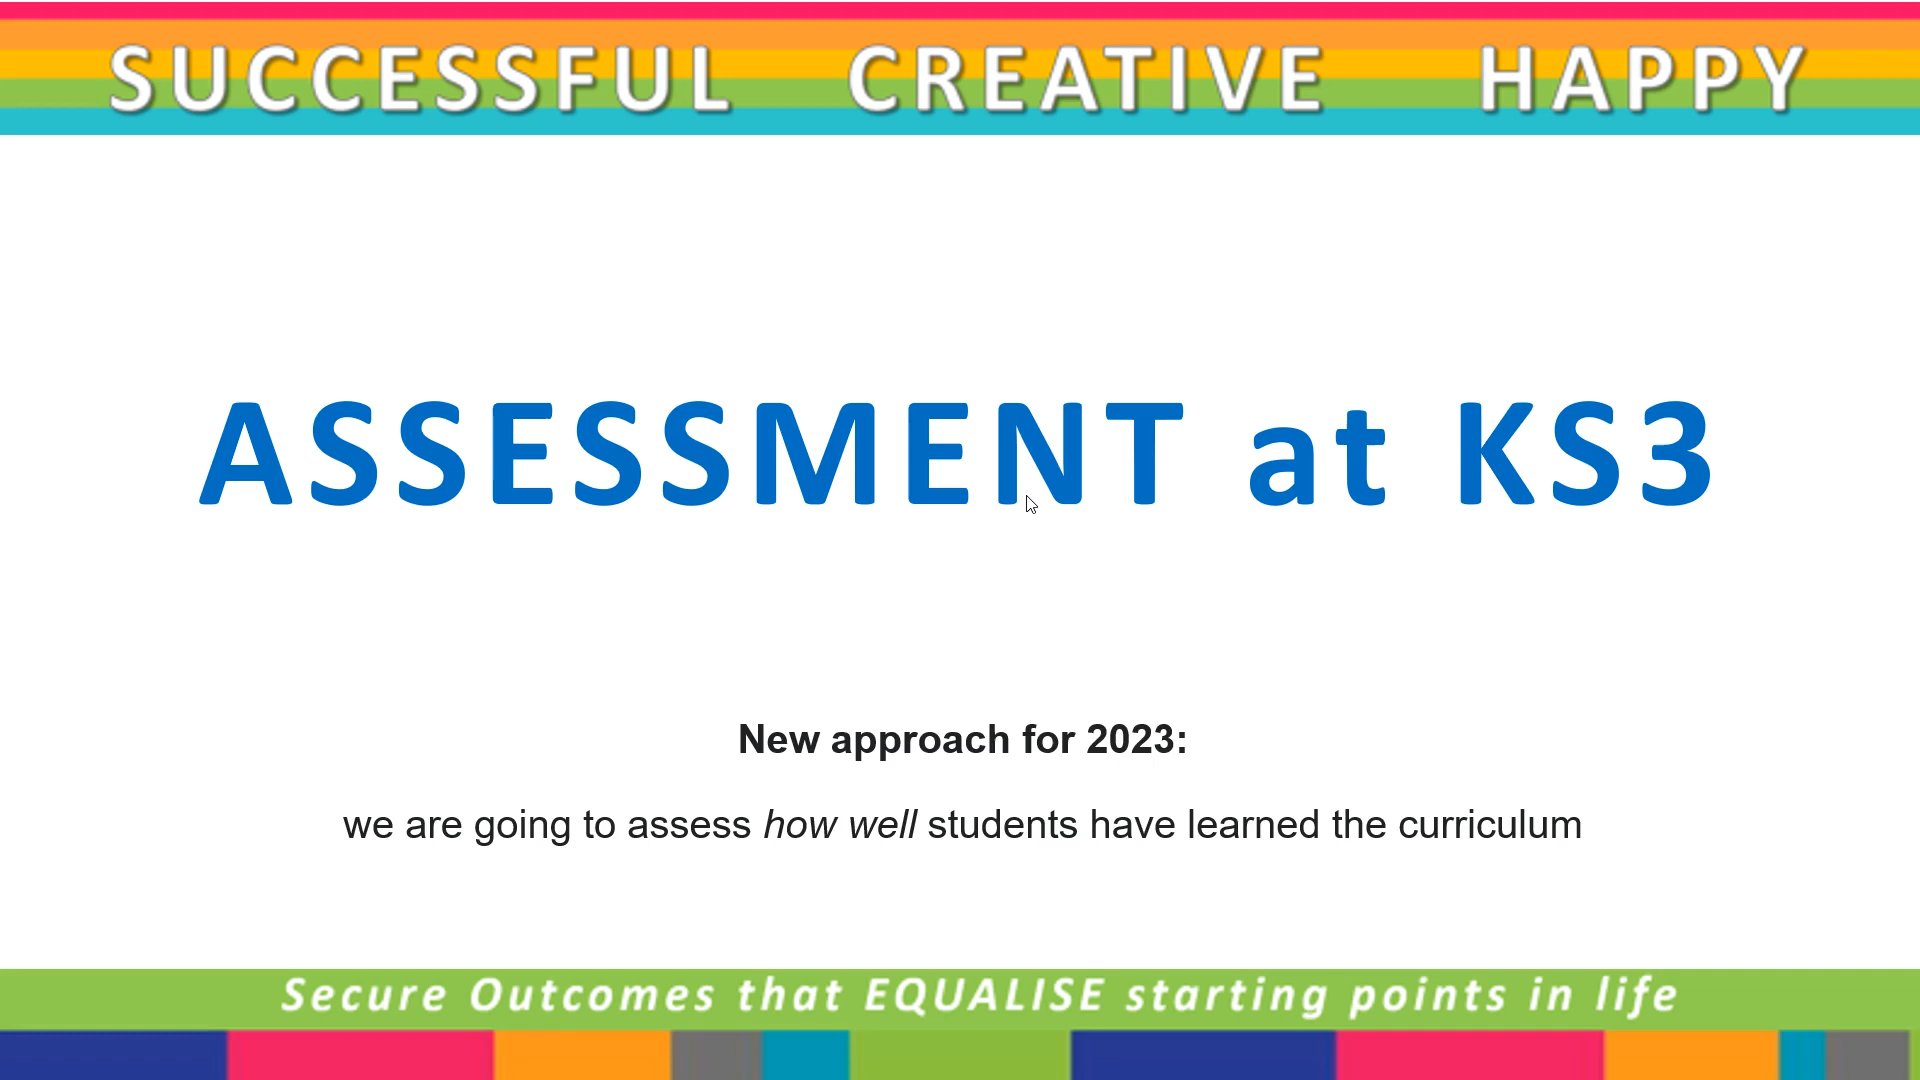 SUCCESSFUL CREATIVE HAPPY
ASSESSMENT at KS3
New approach for 2023:
we are going to assess how well students have learned the curriculum
Secure Outcomes that EQUALISE starting points in life